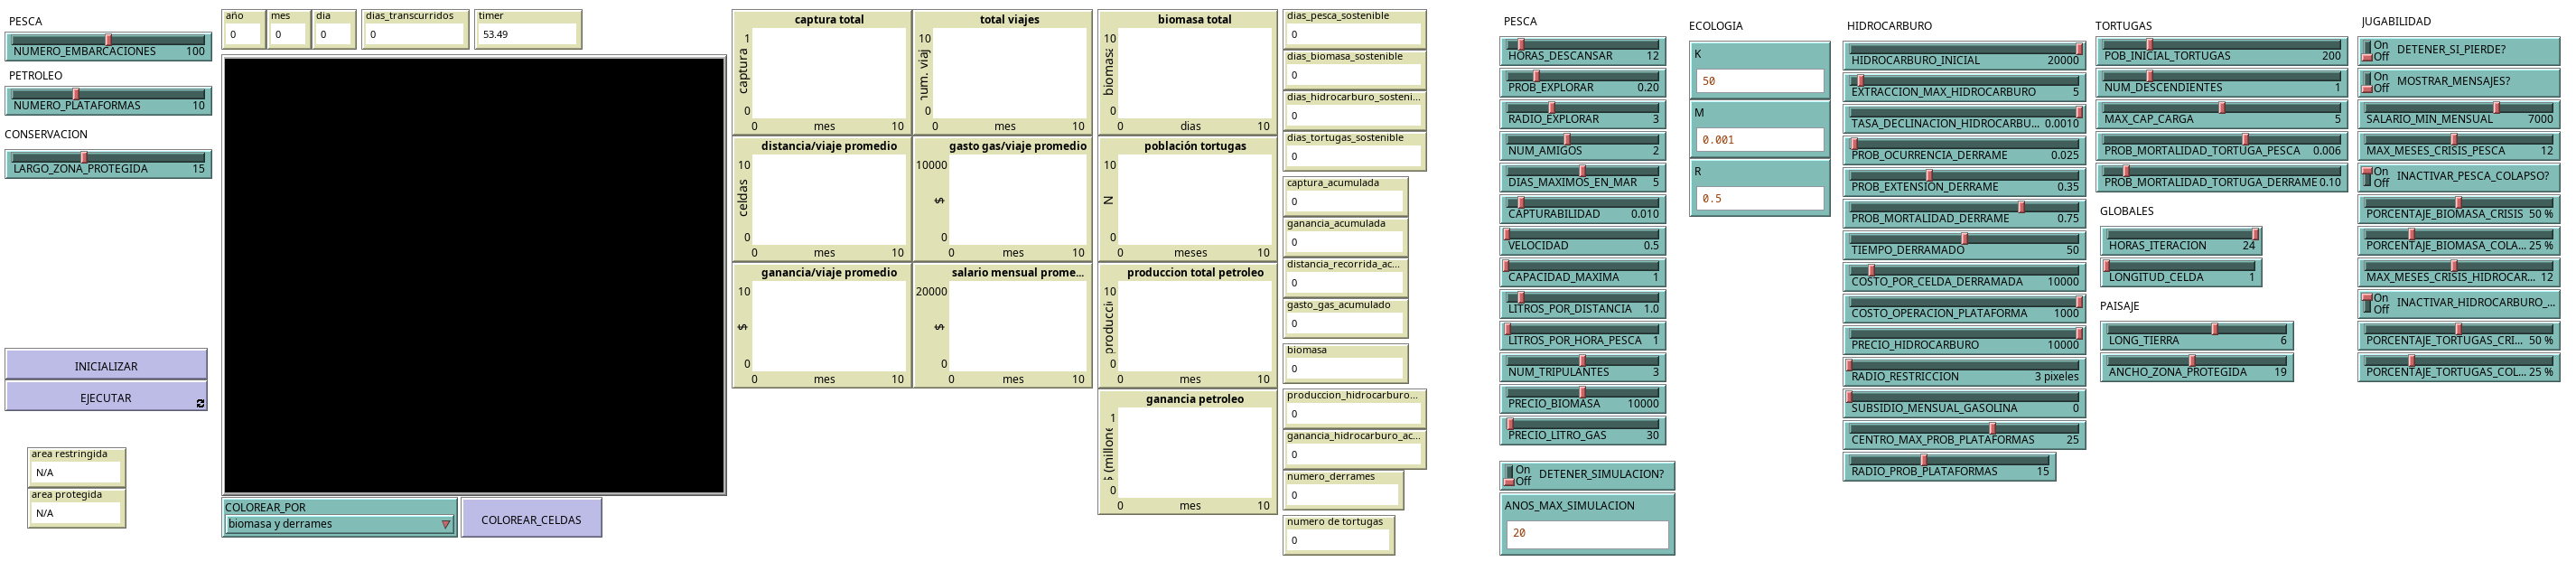 PESCA
NUMERO_EMBARCACIONES 100
PETROLEO
NUMERO_PLATAFORMAS 10
CONSERVACION
LARGO_ZONA_PROTEGIDA 15
INICIALIZAR
EJECUTAR
area restringida
N/A
area protegida
N/A
año
0
mes
0
dia
0
dias_transcurridos
0
timer
53.49
COLOREAR_POR
biomasa y derrames
COLOREAR_CELDAS
captura total
captura
1
0
0 mes 10
total viajes
10
0
0 mes 10
biomasa total
10
0
0 dias 10
distancia/viaje promedio
celdas
10
0
0 mes 10
gasto gas/viaje promedio
$
10000
0
0 mes 10
población tortugas
N
10
0
0 meses 10
ganancia/viaje promedio
$
10
0
0 mes 10
salario mensual prome...
$
20000
0
0 mes 10
produccion total petroleo
10
0
0 mes 10
ganancia petroleo
1
0
0 mes 10
dias_pesca_sostenible
0
dias_biomasa_sostenible
0
dias_hidrocarburo_sosteni...
0
dias_tortugas_sostenible
0
captura_acumulada
0
ganancia_acumulada
0
distancia_recorrida_ac...
0
gasto_gas_acumulado
0
biomasa
0
produccion_hidrocarburo...
0
ganancia_hidrocarburo_ac...
0
numero_derrames
0
numero de tortugas
0
PESCA
HORAS_DESCANSAR 12
PROB_EXPLORAR 0.20
RADIO_EXPLORAR 3
NUM_AMIGOS 2
DIAS_MAXIMOS_EN_MAR 5
CAPTURABILIDAD 0.010
VELOCIDAD 0.5
CAPACIDAD_MAXIMA 1
LITROS_POR_DISTANCIA 1.0
LITROS_POR_HORA_PESCA 1
NUM_TRIPULANTES 3
PRECIO_BIOMASA 10000
PRECIO_LITRO_GAS 30
On
Off
DETENER_SIMULACION?
ANOS_MAX_SIMULACION
20
ECOLOGIA
K
50
M
0.001
R
0.5
HIDROCARBURO
HIDROCARBURO_INICIAL 20000
EXTRACCION_MAX_HIDROCARBURO 5
TASA_DECLINACION_HIDROCARBU... 0.0010
PROB_OCURRENCIA_DERRAME 0.025
PROB_EXTENSION_DERRAME 0.35
PROB_MORTALIDAD_DERRAME 0.75
TIEMPO_DERRAMADO 50
COSTO_POR_CELDA_DERRAMADA 10000
COSTO_OPERACION_PLATAFORMA 1000
PRECIO_HIDROCARBURO 10000
RADIO_RESTRICCION 3 pixeles
SUBSIDIO_MENSUAL_GASOLINA 0
CENTRO_MAX_PROB_PLATAFORMAS 25
RADIO_PROB_PLATAFORMAS 15
TORTUGAS
POB_INICIAL_TORTUGAS 200
NUM_DESCENDIENTES 1
MAX_CAP_CARGA 5
PROB_MORTALIDAD_TORTUGA_PESCA 0.006
PROB_MORTALIDAD_TORTUGA_DERRAME 0.10
GLOBALES
HORAS_ITERACION 24
LONGITUD_CELDA 1
PAISAJE
LONG_TIERRA 6
ANCHO_ZONA_PROTEGIDA 19
JUGABILIDAD
On
Off
DETENER_SI_PIERDE?
On
Off
MOSTRAR_MENSAJES?
SALARIO_MIN_MENSUAL 7000
MAX_MESES_CRISIS_PESCA 12
On
Off
INACTIVAR_PESCA_COLAPSO?
PORCENTAJE_BIOMASA_CRISIS 50 %
PORCENTAJE_BIOMASA_COLA... 25 %
MAX_MESES_CRISIS_HIDROCAR... 12
On
Off
INACTIVAR_HIDROCARBURO_...
PORCENTAJE_TORTUGAS_CRI... 50 %
PORCENTAJE_TORTUGAS_COL... 25 %